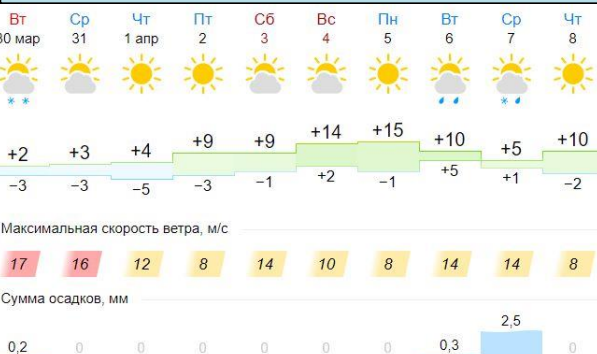 Вт Ср Чт Пт Сб Вс Пн Вт Ср Чт
30 мар 31 1 апр 2 3 4 5 6 7 8
+2 +3 +4 +9 +9 +14 +15 +10 +5 +10
−3 −3 −5 −3 −1 +2 −1 +5 +1 −2
Максимальная скорость ветра, м/с
17 16 12 8 14 10 8 14 14 8
Сумма осадков, мм
0,2 0 0 0 0 0 0 0,3 2,5 0